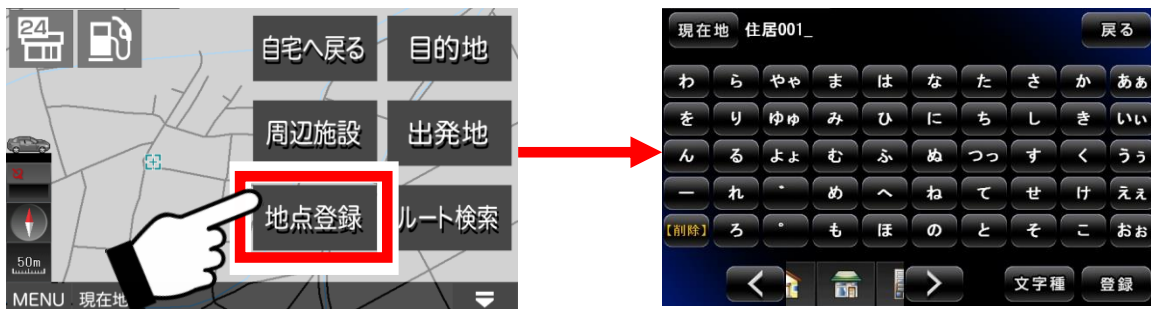 24
自宅へ戻る 目的地
周辺施設 出発地
地点登録 ルート検索
50m
MENU 現在地
現在地 住居001_ 戻る
わ ら やゃ ま は な た さ か あぁ
を り ゆゅ み ひ に ち し き いぃ
ん る よょ む ふ ぬ つっ す く うぅ
ー れ ゛ め へ ね て せ け えぇ
【削除】 ろ ゜ も ほ の と そ こ おぉ
< > 文字種 登録